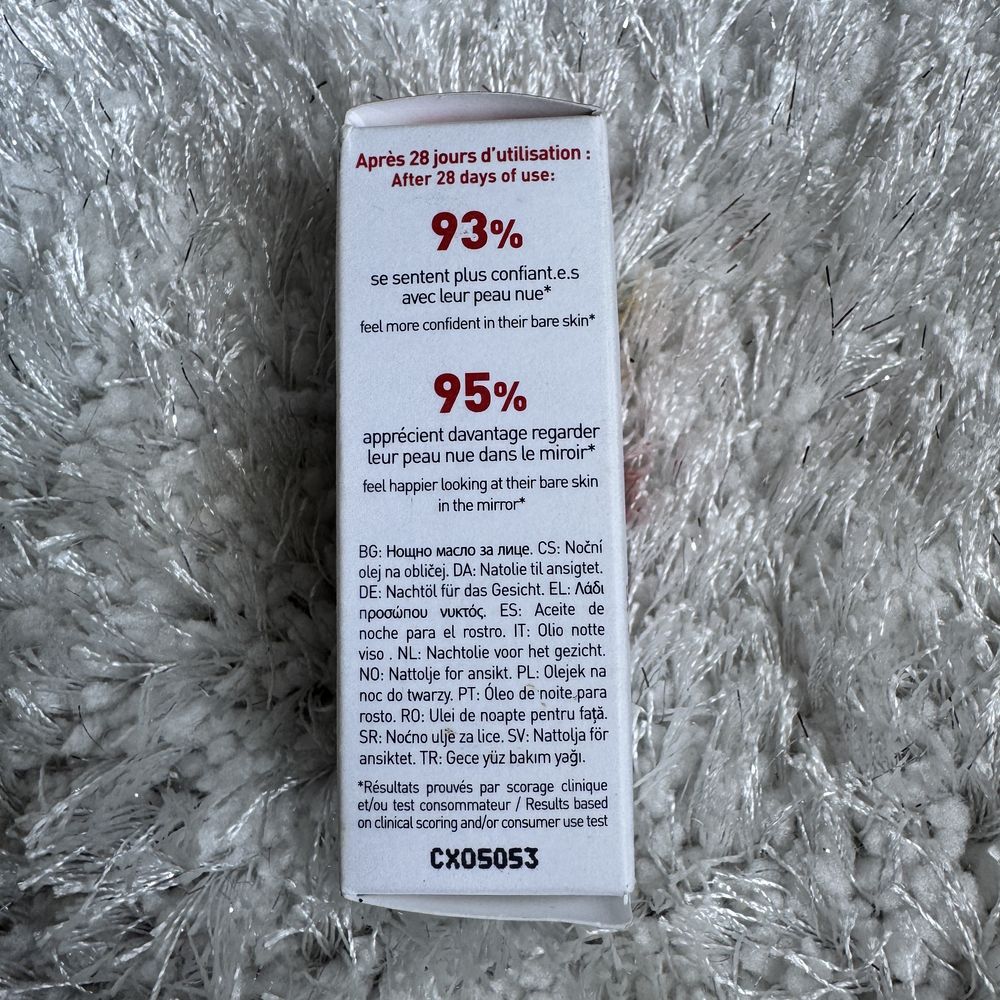 Après 28 jours d'utilisation :
After 28 days of use:
93%
se sentent plus confiant.e.s
avec leur peau nue*
feel more confident in their bare skin*
95%
apprécient davantage regarder
leur peau nue dans le miroir*
feel happier looking at their bare skin
in the mirror*
BG: Нощно масло за лице. CS: Noční
olej na obličej. DA: Natolie til ansigtet.
DE: Nachtöl für das Gesicht. EL: Λάδι
προσώπου νυκτός. ES: Aceite de
noche para el rostro. IT: Olio notte
viso . NL: Nachtolie voor het gezicht.
NO: Nattolje for ansikt. PL: Olejek na
noc do twarzy. PT: Óleo de noite para
rosto. RO: Ulei de noapte pentru față.
SR: Noćno ulje za lice. SV: Nattolja för
ansiktet. TR: Gece yüz bakım yağı.
*Résultats prouvés par scorage clinique
et/ou test consommateur / Results based
on clinical scoring and/or consumer use test
CX05053